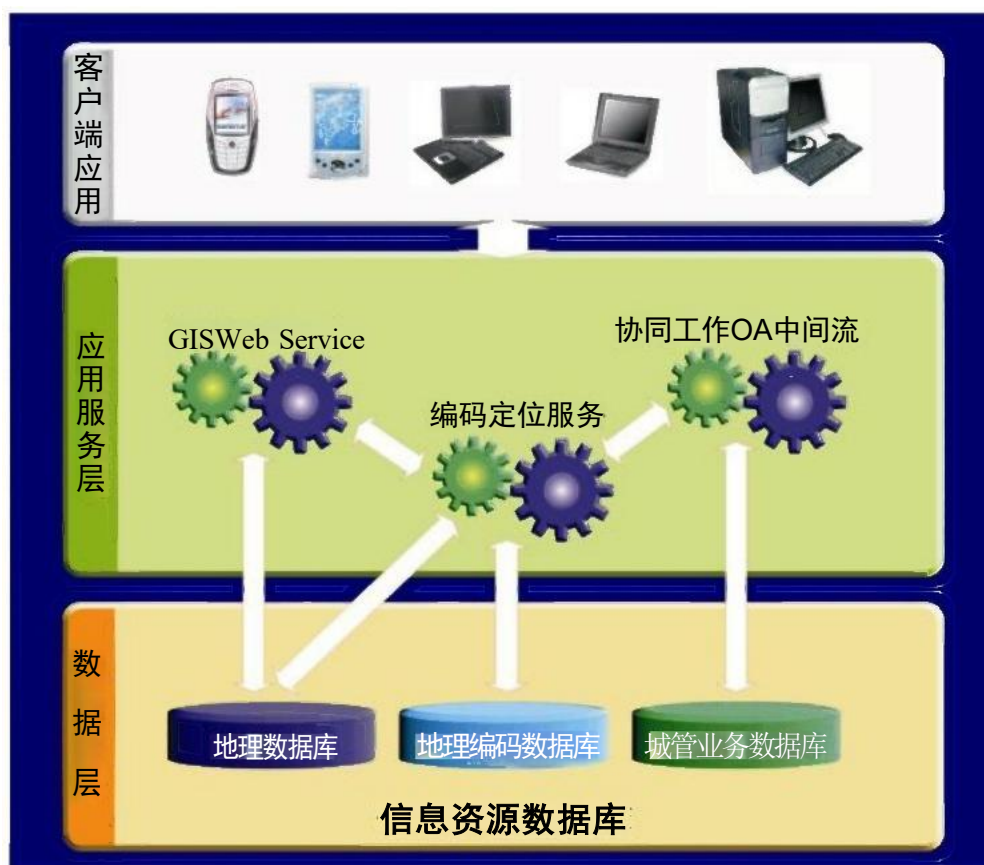 客户端应用
应用服务层
GISWeb Service
协同工作OA中间流
编码定位服务
数据层
地理数据库
地理编码数据库
城管业务数据库
信息资源数据库